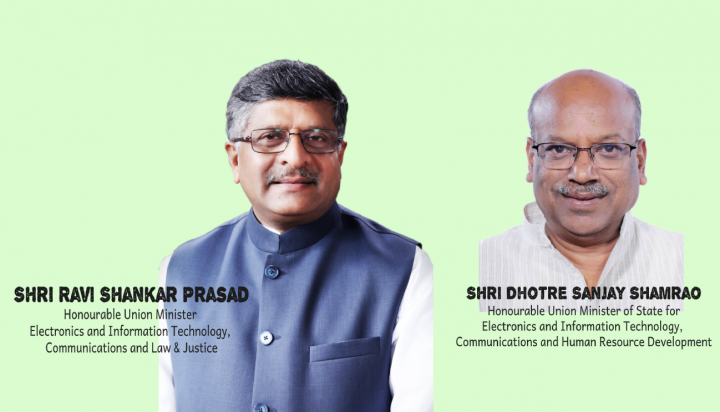 SHRI RAVI SHANKAR PRASAD
Honourable Union Minister
Electronics and Information Technology,
Communications and Law & Justice
SHRI DHOTRE SANJAY SHAMRAO
Honourable Union Minister of State for
Electronics and Information Technology,
Communications and Human Resource Development